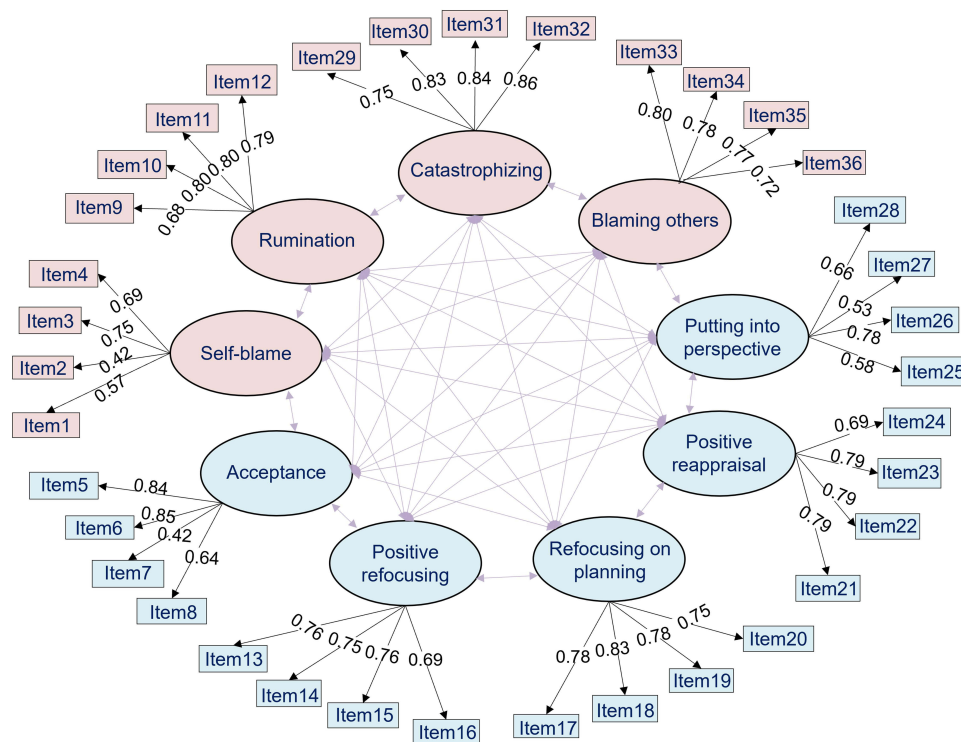 Item31
Item30
Item32
Item29
Item33
Item12
Item34
Item11
Item35
Item10
Item36
Item9
0.75
0.83
0.84
0.86
0.80
0.78
0.77
0.72
0.68
0.80
0.80
0.79
Catastrophizing
Rumination
Blaming others
Item28
Item27
Item26
Item25
0.66
0.53
0.78
0.58
Item4
Item3
Item2
Item1
0.69
0.75
0.42
0.57
Self-blame
Putting into
perspective
Acceptance
Positive
reappraisal
Item24
Item23
Item22
Item21
0.69
0.79
0.79
0.79
Item5
Item6
Item7
Item8
0.84
0.85
0.42
0.64
Positive
refocusing
Refocusing on
planning
0.76
0.75
0.76
0.69
Item13
Item14
Item15
Item16
0.78
0.83
0.78
0.75
Item17
Item18
Item19
Item20